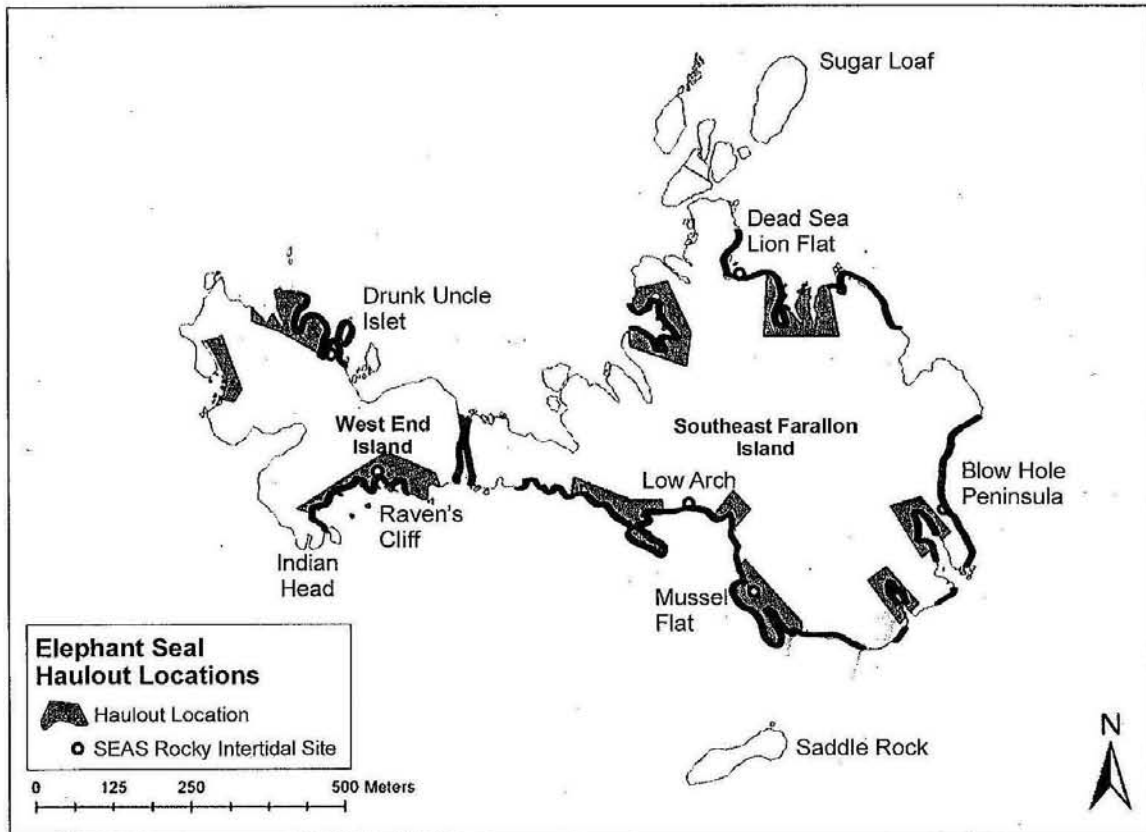 Sugar Loaf
Dead Sea
Lion Flat
Drunk Uncle
Islet
West End
Island
Southeast Farallon
Island
Low Arch
Blow Hole
Peninsula
Raven's
Cliff
Indian
Head
Mussel
Flat
Saddle Rock
Elephant Seal
Haulout Locations
Haulout Location
SEAS Rocky Intertidal Site
0 125 250 500 Meters
N